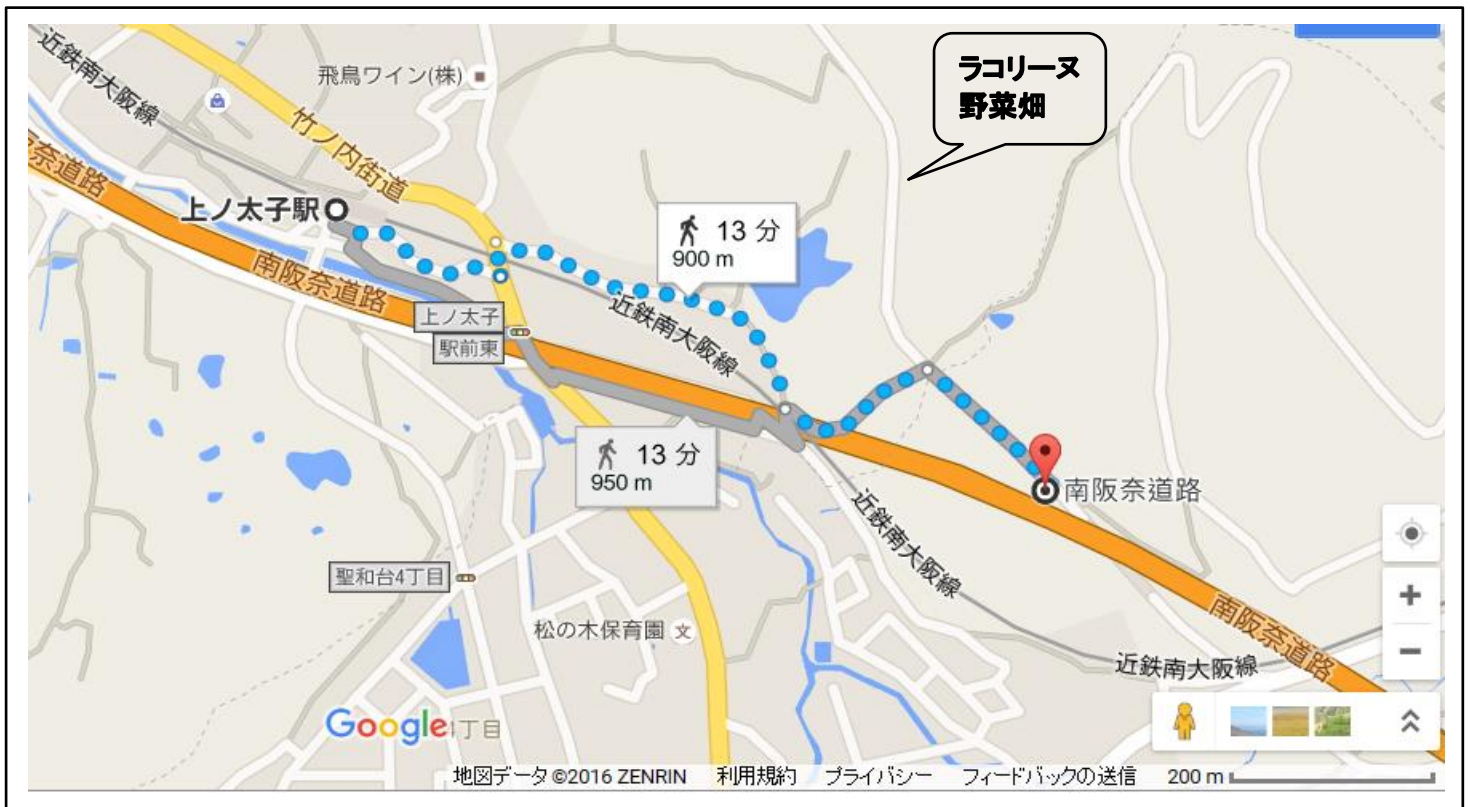 近鉄南大阪線
飛鳥ワイン(株)
ラコリーヌ
野菜畑
竹ノ内街道
奈道路
上ノ太子駅
13 分
900 m
南阪奈道路
上ノ太子
駅前東
近鉄南大阪線
13 分
950 m
南阪奈道路
近鉄南大阪線
聖和台4丁目
松の木保育園
文
南阪奈道路
近鉄南大阪線
Google
丁目
地図データ ©2016 ZENRIN 利用規約 プライバシー フィードバックの送信 200 m